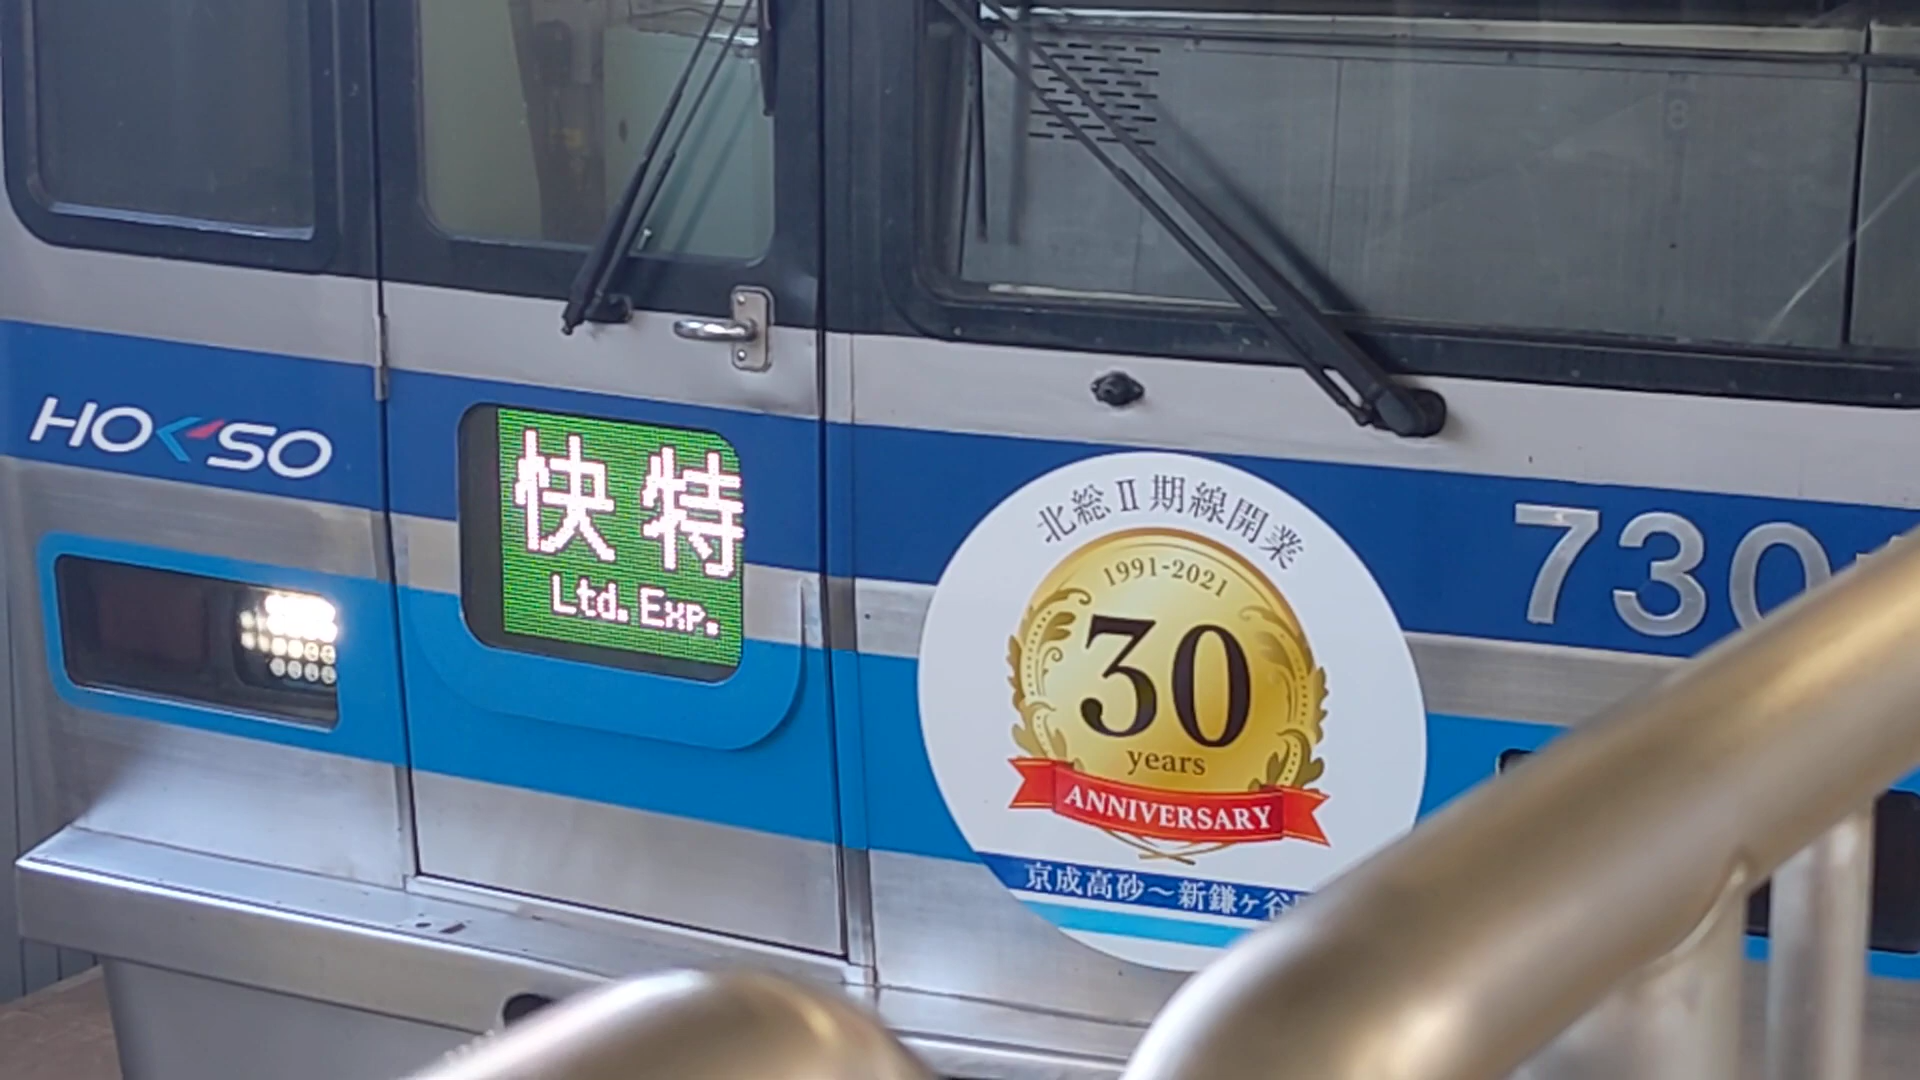 HOKSO
快特
Ltd. Exp.
北総Ⅱ期線開業
1991-2021
30
years
ANNIVERSARY
京成高砂～新鎌ヶ谷
730
8